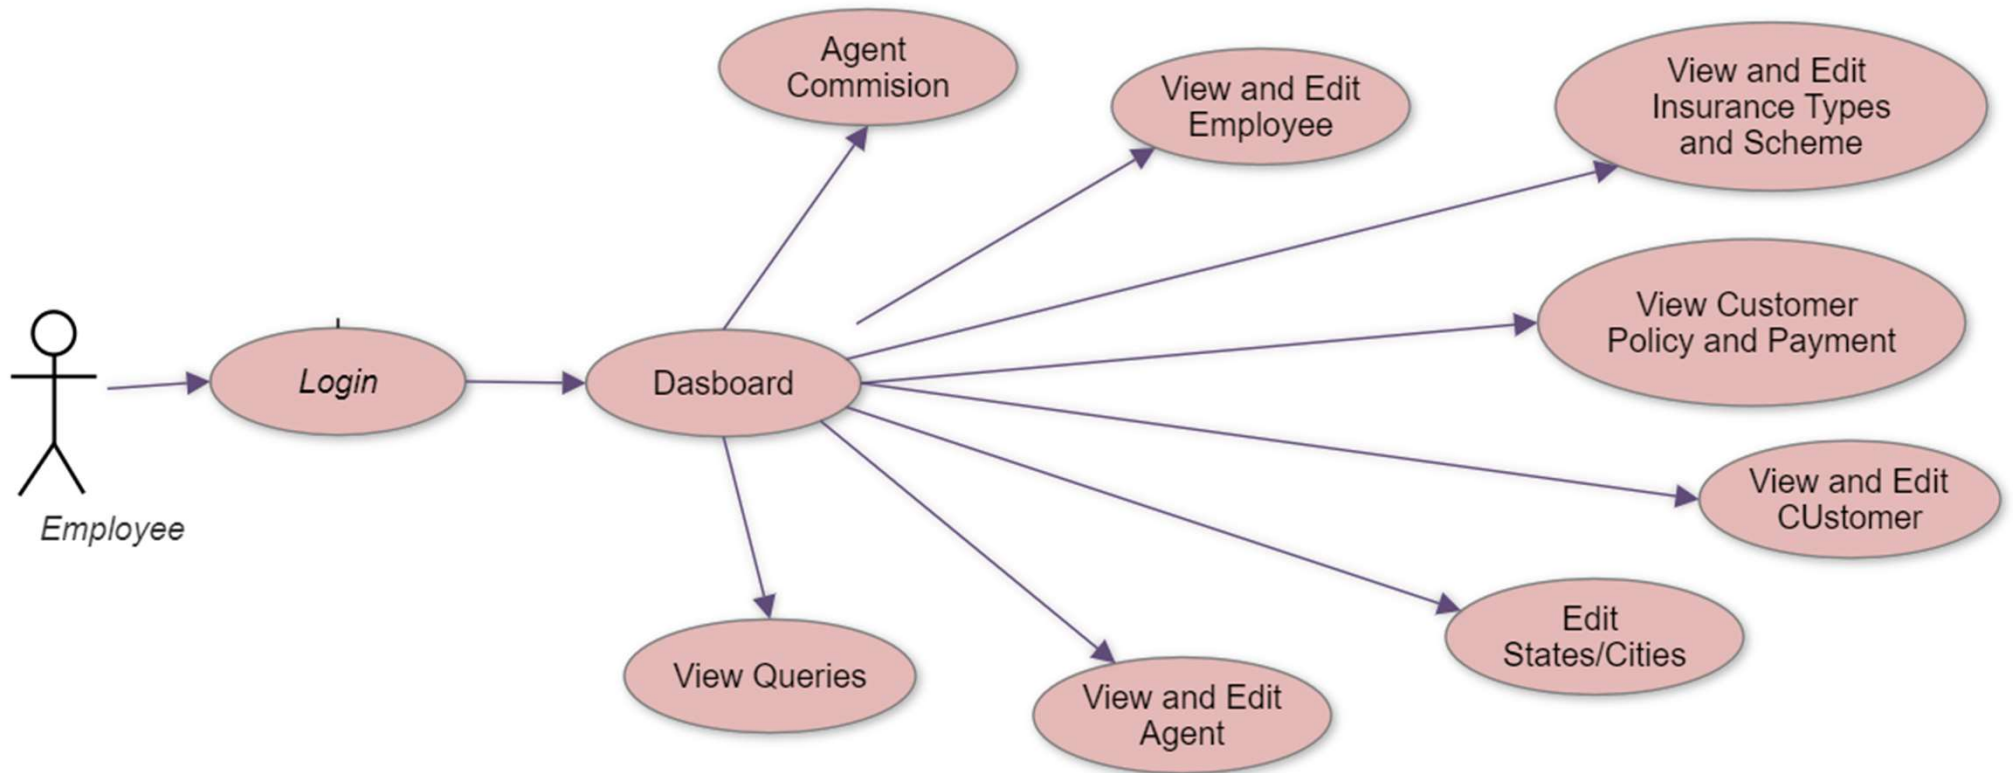 Agent
Commision
View and Edit
Employee
View and Edit
Insurance Types
and Scheme
View Customer
Policy and Payment
Login
Dasboard
Employee
View and Edit
CUstomer
Edit
States/Cities
View Queries
View and Edit
Agent